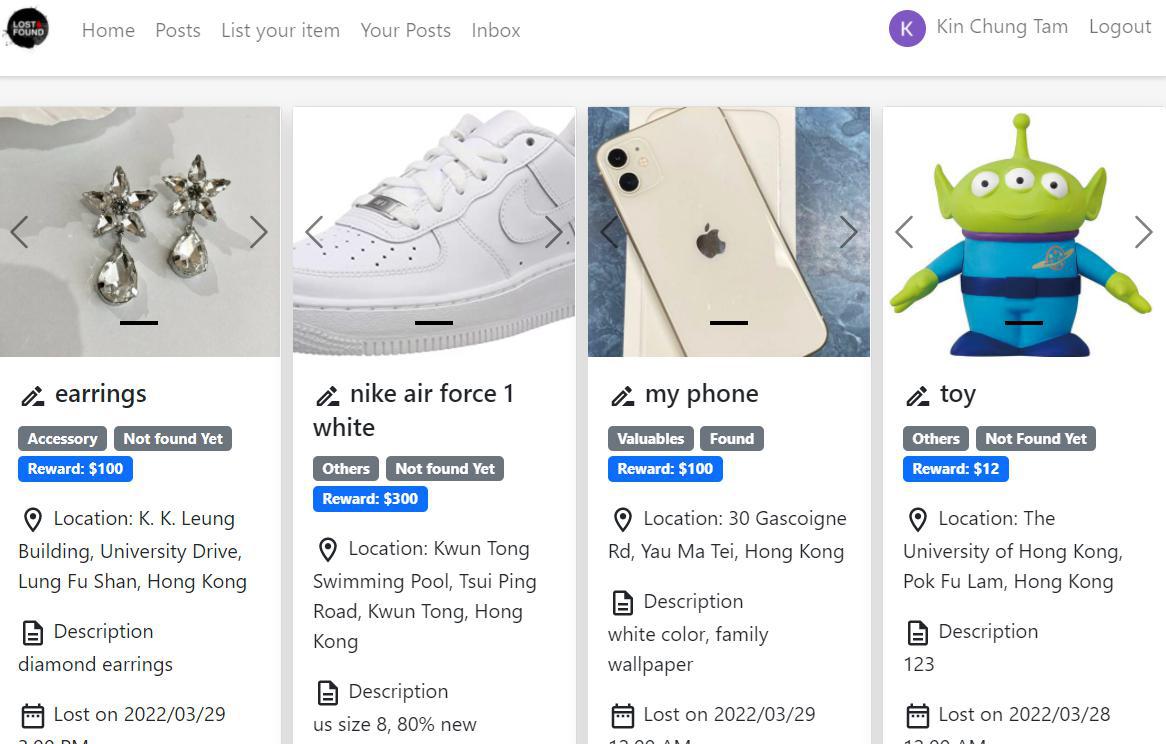 LOST&
FOUND
Home Posts List your item Your Posts Inbox
K Kin Chung Tam Logout
earrings
Accessory Not found Yet
Reward: $100
Location: K. K. Leung
Building, University Drive,
Lung Fu Shan, Hong Kong
Description
diamond earrings
Lost on 2022/03/29
nike air force 1
white
Others Not found Yet
Reward: $300
Location: Kwun Tong
Swimming Pool, Tsui Ping
Road, Kwun Tong, Hong
Kong
Description
us size 8, 80% new
my phone
Valuables Found
Reward: $100
Location: 30 Gascoigne
Rd, Yau Ma Tei, Hong Kong
Description
white color, family
wallpaper
Lost on 2022/03/29
toy
Others Not Found Yet
Reward: $12
Location: The
University of Hong Kong,
Pok Fu Lam, Hong Kong
Description
123
Lost on 2022/03/28